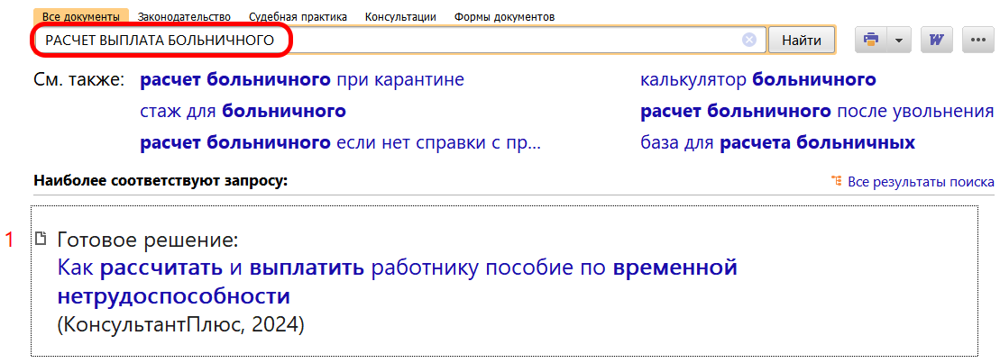 Все документы Законодательство Судебная практика Консультации Формы документов
РАСЧЕТ ВЫПЛАТА БОЛЬНИЧНОГО Найти W
См. также: расчет больничного при карантине калькулятор больничного
стаж для больничного расчет больничного после увольнения
расчет больничного если нет справки с пр... база для расчета больничных
Наиболее соответствуют запросу: Все результаты поиска
1 Готовое решение:
Как рассчитать и выплатить работнику пособие по временной
нетрудоспособности
(КонсультантПлюс, 2024)